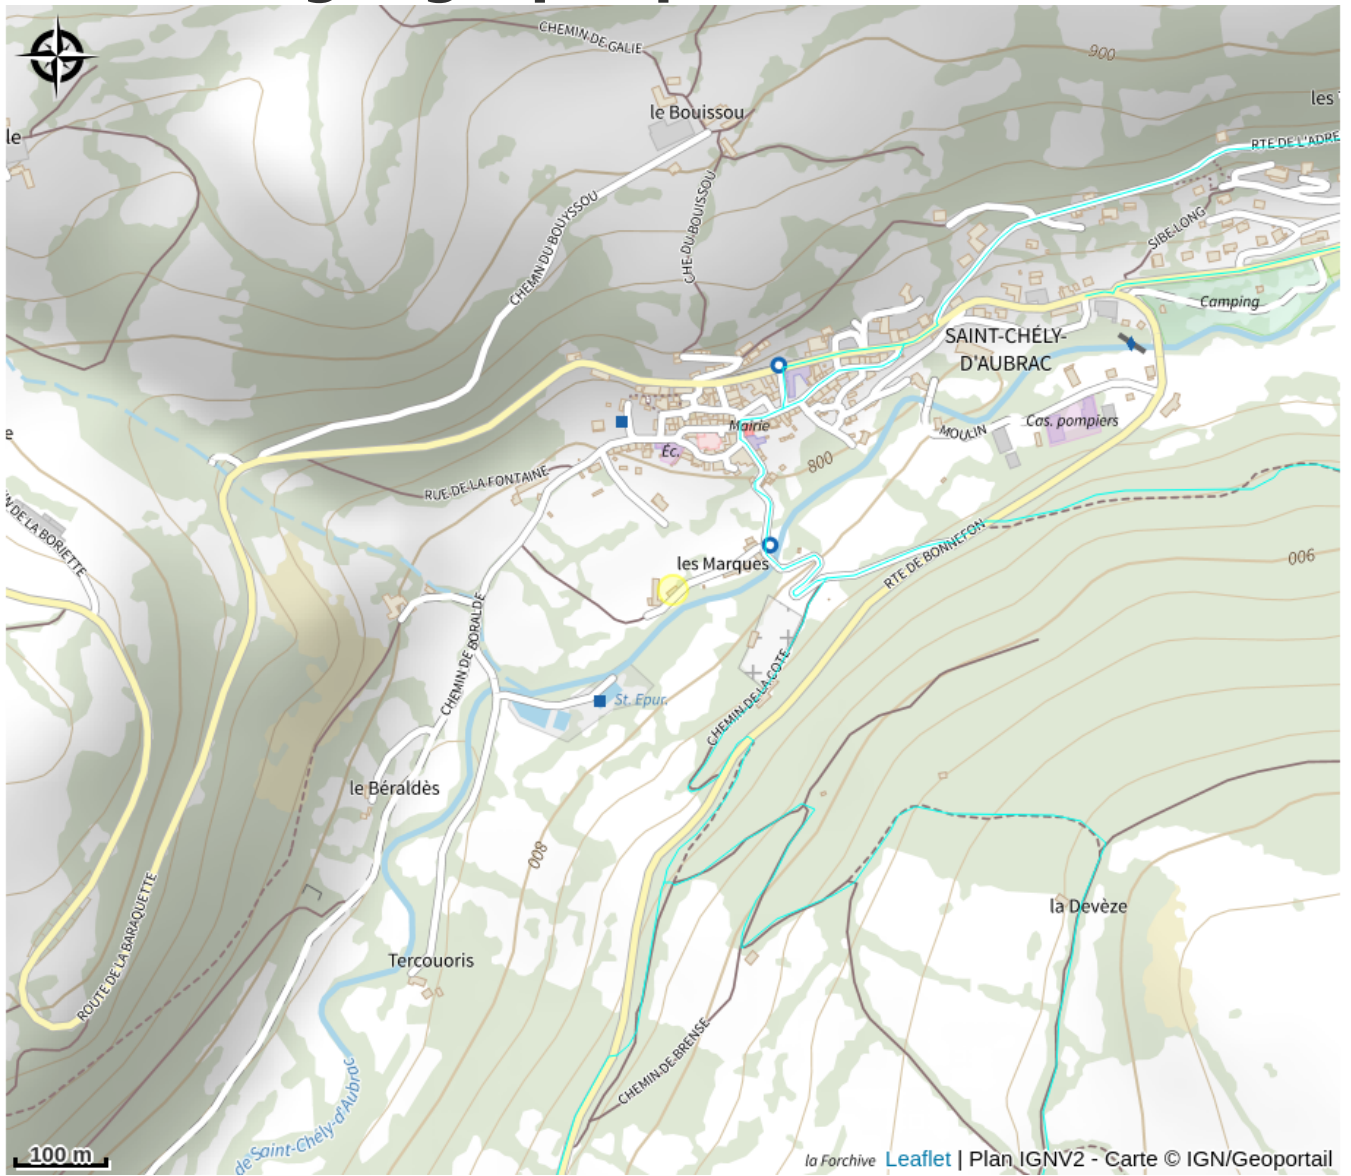 CHEMIN DE GALIE
900
le Bouissou
les
le
RTE DE L'ADRE
CHE DU BOUISSOU
CHEMIN DU BOUYSSOU
SIBE-LONG
Camping
SAINT-CHÉLY-
D'AUBRAC
Mairie
Cas. pompiers
MOULIN
Éc.
800
RUE DE LA FONTAINE
N DE LA BORIETTE
RTE DE BONNEFON
900
les Marques
CHEMIN DE BORALDE
CHEMIN DE LA COTE
St. Epur.
le Béraldès
800
la Devèze
ROUTE DE LA BARAQUETTE
Tercouoris
CHEMIN DE BRENSE
de Saint-Chély-d'Aubrac
100 m
la Forchive
Leaflet | Plan IGNV2 - Carte © IGN/Geoportail